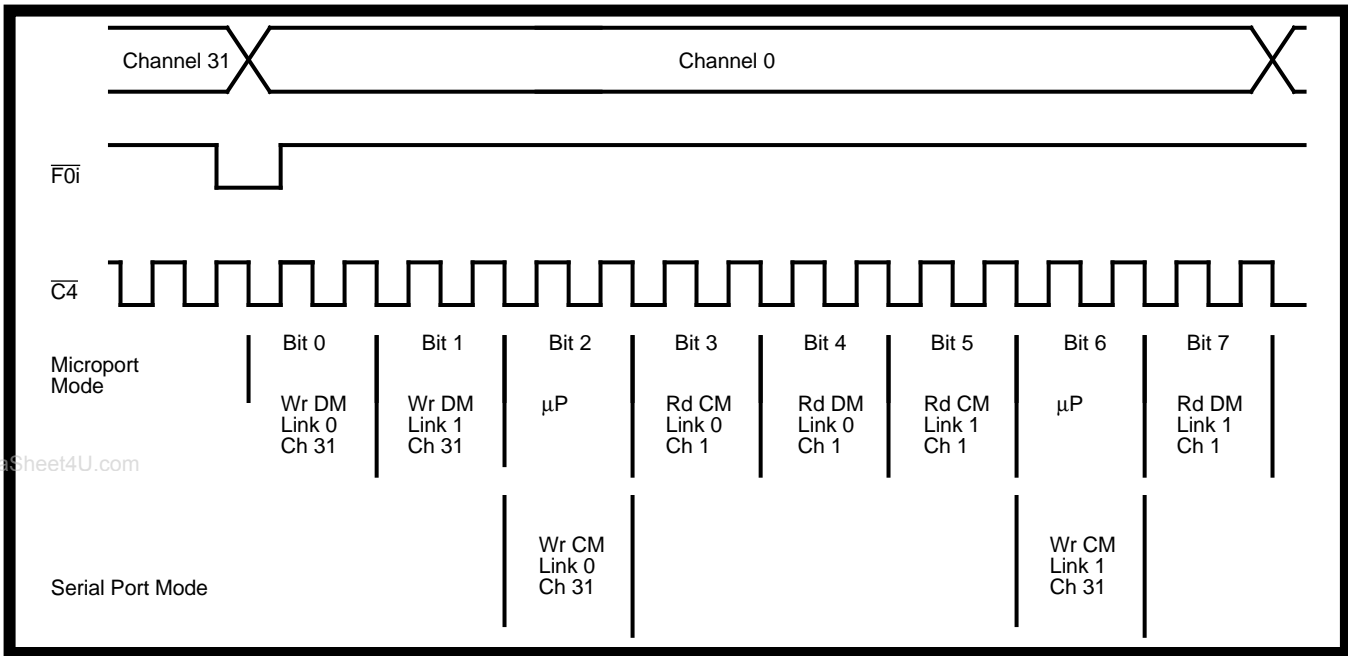 Channel 31
Channel 0
F0i
C4
Bit 0
Bit 1
Bit 2
Bit 3
Bit 4
Bit 5
Bit 6
Bit 7
Microport
Mode
Wr DM
Link 0
Ch 31
Wr DM
Link 1
Ch 31
µP
Rd CM
Link 0
Ch 1
Rd DM
Link 0
Ch 1
Rd CM
Link 1
Ch 1
µP
Rd DM
Link 1
Ch 1
aSheet4U.com
Wr CM
Link 0
Ch 31
Wr CM
Link 1
Ch 31
Serial Port Mode